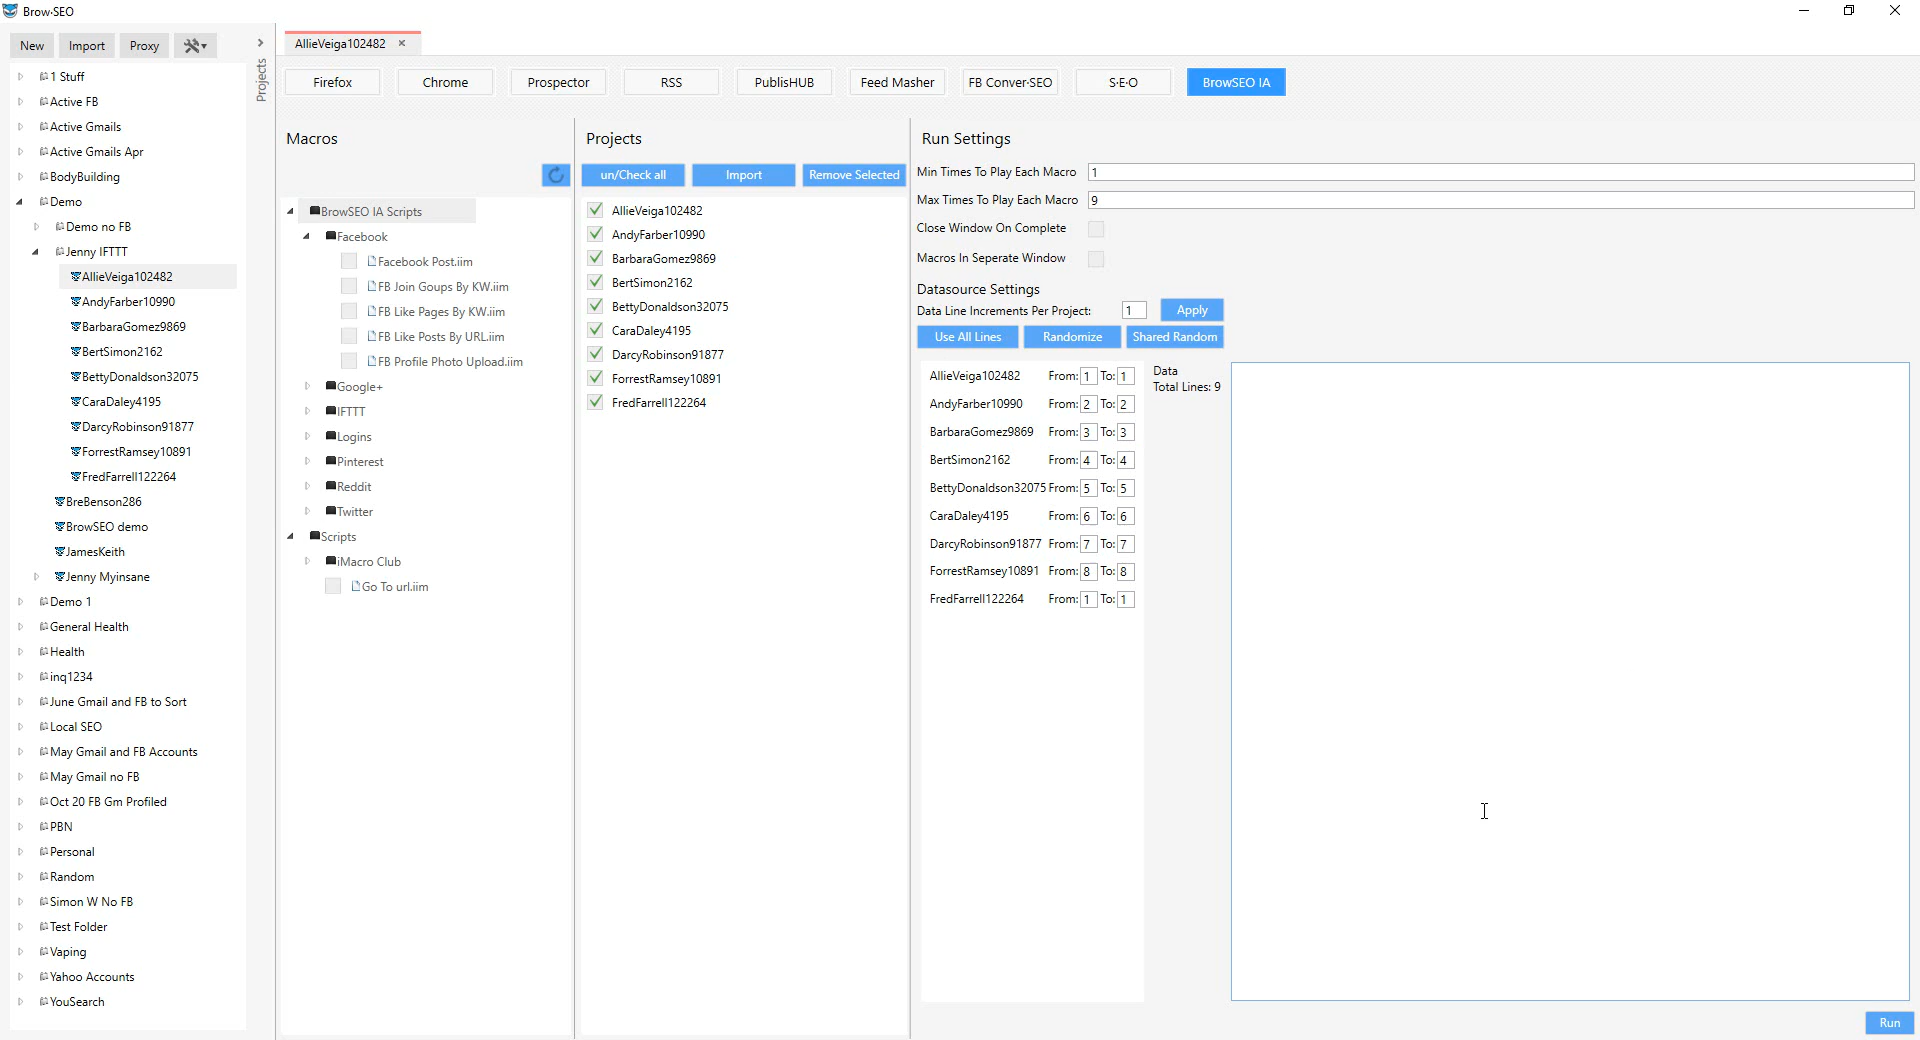 Brow·SEO
New
Import
Proxy
Projects
1 Stuff
Active FB
Active Gmails
Active Gmails Apr
BodyBuilding
Demo
Demo no FB
Jenny IFTTT
AllieVeiga102482
AndyFarber10990
BarbaraGomez9869
BertSimon2162
BettyDonaldson32075
CaraDaley4195
DarcyRobinson91877
ForrestRamsey10891
FredFarrell122264
BreBenson286
BrowSEO demo
JamesKeith
Jenny Myinsane
Demo 1
General Health
Health
inq1234
June Gmail and FB to Sort
Local SEO
May Gmail and FB Accounts
May Gmail no FB
Oct 20 FB Gm Profiled
PBN
Personal
Random
Simon W No FB
Test Folder
Vaping
Yahoo Accounts
YouSearch
AllieVeiga102482
Firefox
Chrome
Prospector
RSS
PublisHUB
Feed Masher
FB Conver·SEO
S·E·O
BrowSEO IA
Macros
BrowSEO IA Scripts
Facebook
Facebook Post.iim
FB Join Goups By KW.iim
FB Like Pages By KW.iim
FB Like Posts By URL.iim
FB Profile Photo Upload.iim
Google+
IFTTT
Logins
Pinterest
Reddit
Twitter
Scripts
iMacro Club
Go To url.iim
Projects
un/Check all
Import
Remove Selected
AllieVeiga102482
AndyFarber10990
BarbaraGomez9869
BertSimon2162
BettyDonaldson32075
CaraDaley4195
DarcyRobinson91877
ForrestRamsey10891
FredFarrell122264
Run Settings
Min Times To Play Each Macro 1
Max Times To Play Each Macro 9
Close Window On Complete
Macros In Seperate Window
Datasource Settings
Data Line Increments Per Project: 1 Apply
Use All Lines Randomize Shared Random
AllieVeiga102482 From: 1 To: 1
AndyFarber10990 From: 2 To: 2
BarbaraGomez9869 From: 3 To: 3
BertSimon2162 From: 4 To: 4
BettyDonaldson32075 From: 5 To: 5
CaraDaley4195 From: 6 To: 6
DarcyRobinson91877 From: 7 To: 7
ForrestRamsey10891 From: 8 To: 8
FredFarrell122264 From: 1 To: 1
Data
Total Lines: 9
Run